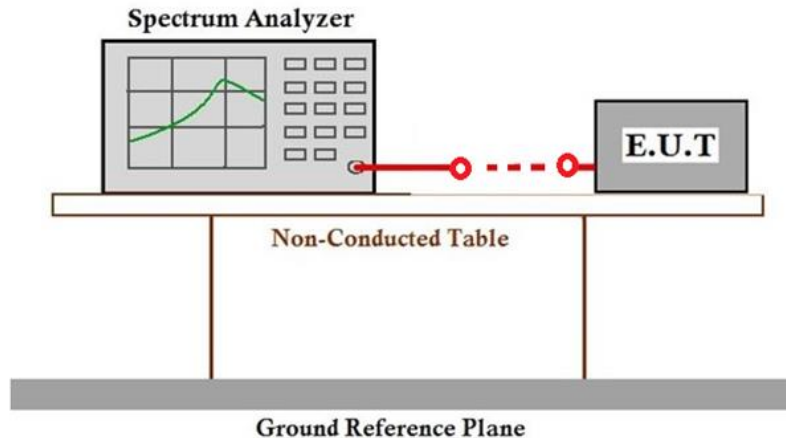 Spectrum Analyzer
E.U.T
Non-Conducted Table
Ground Reference Plane